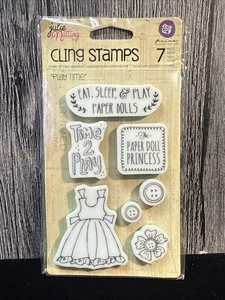 julie Nutting
CLING STAMPS
7
"PLAY TIME"
EAT, SLEEP, & PLAY
PAPER DOLLS
TIME
2
PLAY
The
PAPER DOLL
PRINCESS